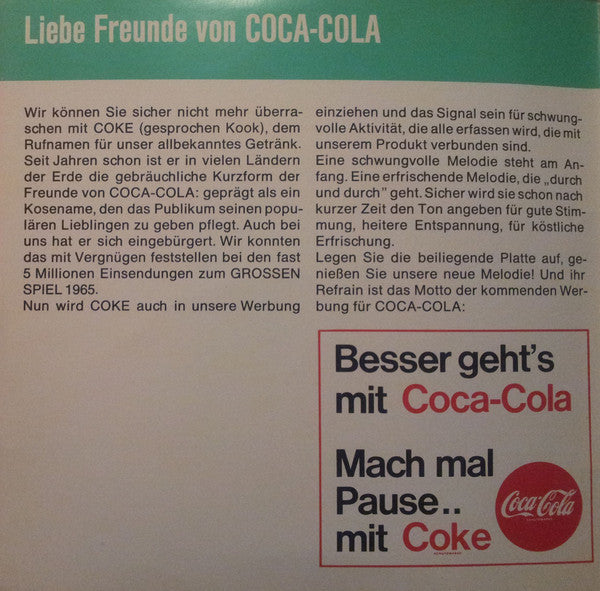 Liebe Freunde von COCA-COLA
Wir können Sie sicher nicht mehr überra-
schen mit COKE (gesprochen Kook), dem
Rufnamen für unser allbekanntes Getränk.
Seit Jahren schon ist er in vielen Ländern
der Erde die gebräuchliche Kurzform der
Freunde von COCA-COLA: geprägt als ein
Kosename, den das Publikum seinen popu-
lären Lieblingen zu geben pflegt. Auch bei
uns hat er sich eingebürgert. Wir konnten
das mit Vergnügen feststellen bei den fast
5 Millionen Einsendungen zum GROSSEN
SPIEL 1965.
Nun wird COKE auch in unsere Werbung
einziehen und das Signal sein für schwung-
volle Aktivität, die alle erfassen wird, die mit
unserem Produkt verbunden sind.
Eine schwungvolle Melodie steht am An-
fang. Eine erfrischende Melodie, die „durch
und durch" geht. Sicher wird sie schon nach
kurzer Zeit den Ton angeben für gute Stim-
mung, heitere Entspannung, für köstliche
Erfrischung.
Legen Sie die beiliegende Platte auf, ge-
nießen Sie unsere neue Melodie! Und ihr
Refrain ist das Motto der kommenden Wer-
bung für COCA-COLA:
Besser geht's
mit Coca-Cola
Mach mal
Pause..
mit Coke
Coca-Cola